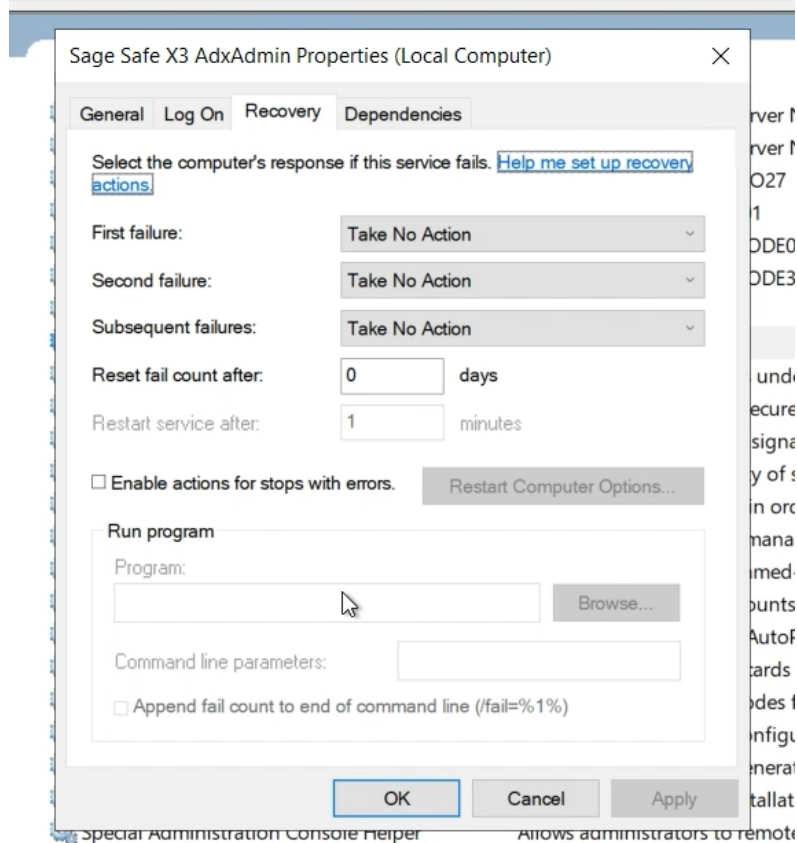 Sage Safe X3 AdxAdmin Properties (Local Computer)
General Log On Recovery Dependencies
Select the computer's response if this service fails. Help me set up recovery
actions.
First failure: Take No Action
Second failure: Take No Action
Subsequent failures: Take No Action
Reset fail count after: 0 days
Restart service after: 1 minutes
Enable actions for stops with errors. Restart Computer Options...
Run program
Program:
Browse...
Command line parameters:
Append fail count to end of command line (/fail=%1%)
OK Cancel Apply
Special Administration Console Helper Allows administrators to remote